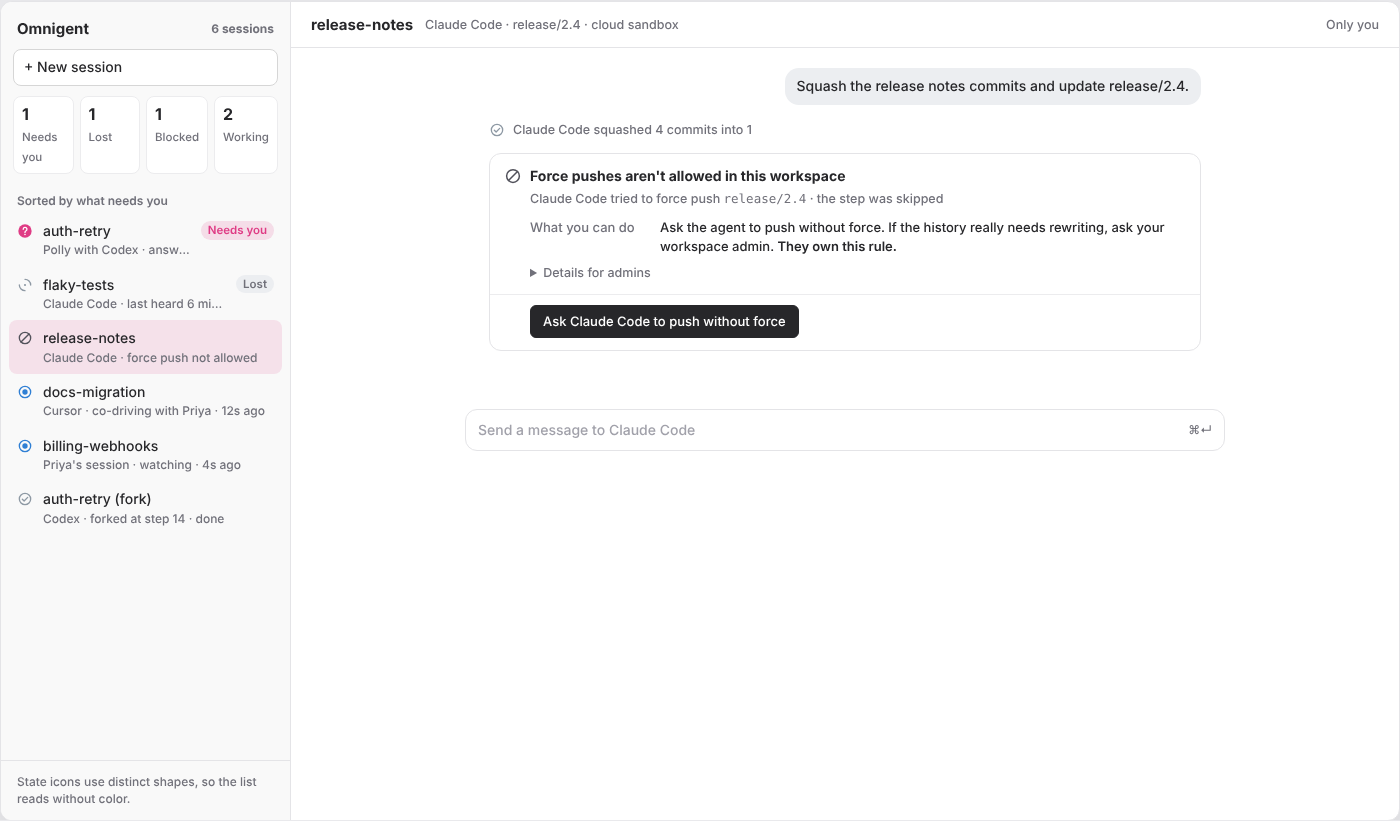 Omnigent
6 sessions
+ New session
1
Needs
you
1
Lost
1
Blocked
2
Working
Sorted by what needs you
auth-retry
Needs you
Polly with Codex · answ...
flaky-tests
Lost
Claude Code · last heard 6 mi...
release-notes
Claude Code · force push not allowed
docs-migration
Cursor · co-driving with Priya · 12s ago
billing-webhooks
Priya's session · watching · 4s ago
auth-retry (fork)
Codex · forked at step 14 · done
State icons use distinct shapes, so the list
reads without color.
release-notes
Claude Code · release/2.4 · cloud sandbox
Only you
Squash the release notes commits and update release/2.4.
Claude Code squashed 4 commits into 1
Force pushes aren't allowed in this workspace
Claude Code tried to force push release/2.4 · the step was skipped
What you can do
Ask the agent to push without force. If the history really needs rewriting, ask your
workspace admin. They own this rule.
Details for admins
Ask Claude Code to push without force
Send a message to Claude Code
⌘↵